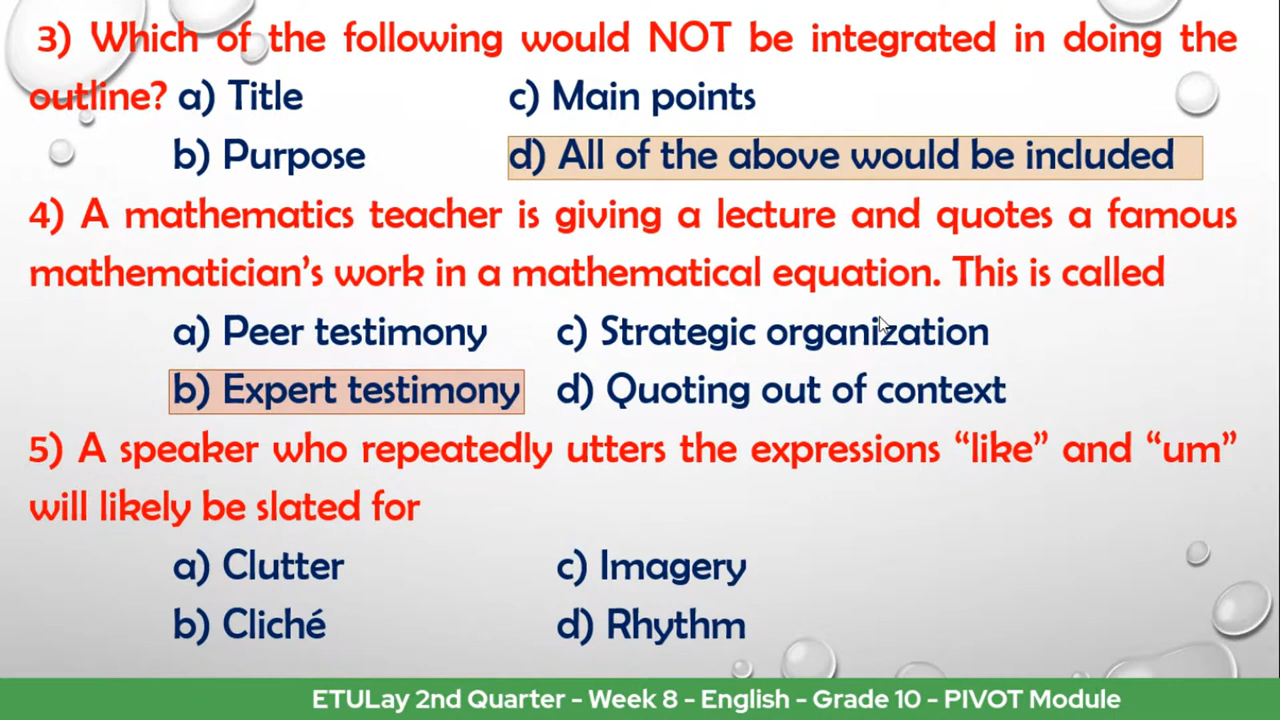 3) Which of the following would NOT be integrated in doing the
outline? a) Title c) Main points
b) Purpose d) All of the above would be included
4) A mathematics teacher is giving a lecture and quotes a famous
mathematician’s work in a mathematical equation. This is called
a) Peer testimony c) Strategic organization
b) Expert testimony d) Quoting out of context
5) A speaker who repeatedly utters the expressions “like” and “um”
will likely be slated for
a) Clutter c) Imagery
b) Cliché d) Rhythm
ETULay 2nd Quarter - Week 8 - English - Grade 10 - PIVOT Module